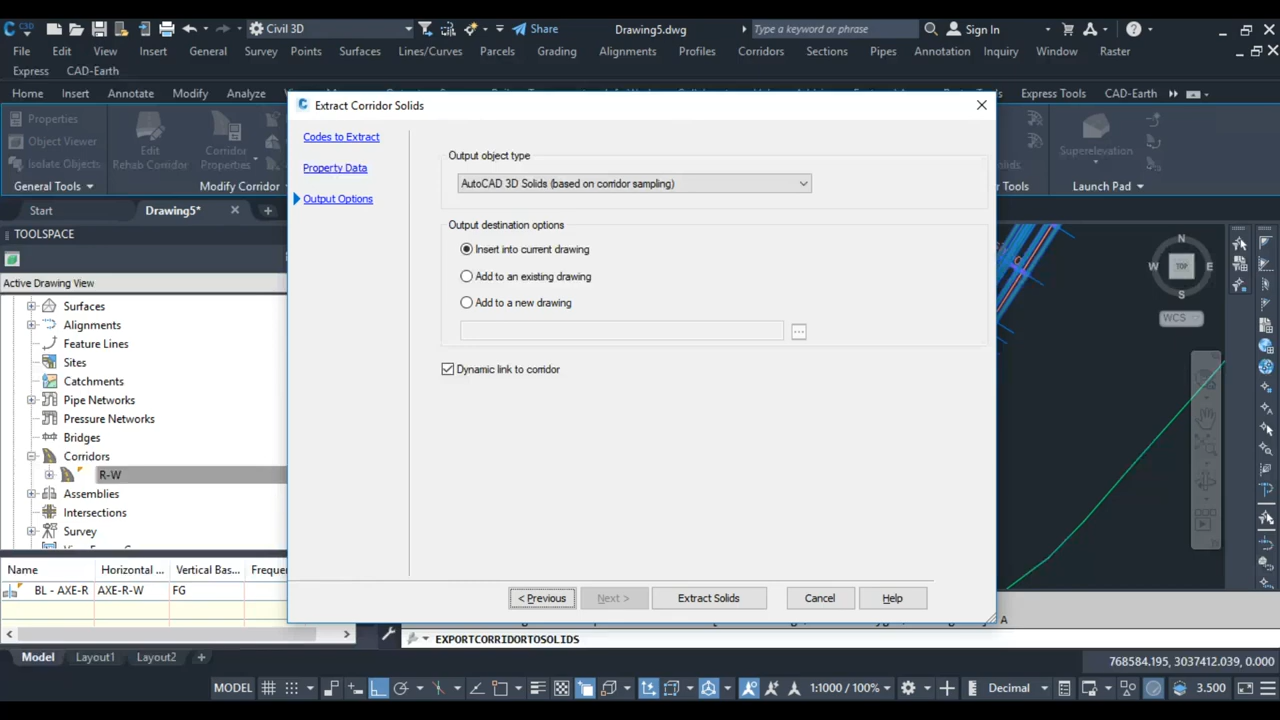 C3D
Civil 3D
Share
Drawing5.dwg
Type a keyword or phrase
Sign In
File Edit View Insert General Survey Points Surfaces Lines/Curves Parcels Grading Alignments Profiles Corridors Sections Pipes Annotation Inquiry Window Raster
Express CAD-Earth
Home Insert Annotate Modify Analyze Express Tools CAD-Earth
Properties
Object Viewer
Isolate Objects
Edit
Rehab Corridor
Corridor
Properties
Superelevation
General Tools
Modify Corridor
Launch Pad
Start
Drawing5*
TOOLSPACE
Active Drawing View
Surfaces
Alignments
Feature Lines
Sites
Catchments
Pipe Networks
Pressure Networks
Bridges
Corridors
R-W
Assemblies
Intersections
Survey
Name Horizontal ... Vertical Bas...
BL - AXE-R AXE-R-W FG
Extract Corridor Solids
Codes to Extract
Property Data
Output Options
Output object type
AutoCAD 3D Solids (based on corridor sampling)
Output destination options
Insert into current drawing
Add to an existing drawing
Add to a new drawing
...
Dynamic link to corridor
< Previous
Next >
Extract Solids
Cancel
Help
N
W TOP E
S
WCS
A
EXPORTCORRIDORTOSOLIDS
Model Layout1 Layout2
768584.195, 3037412.039, 0.000
MODEL
1:1000 / 100%
Decimal
3.500